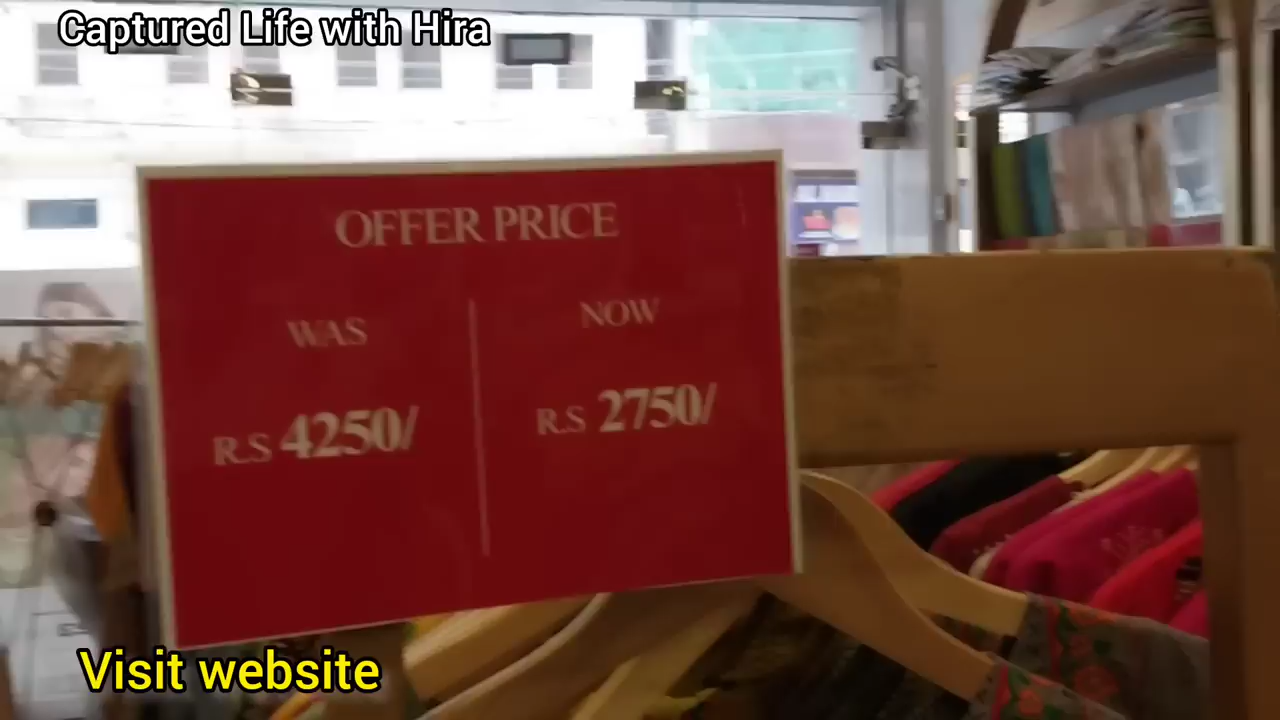 Captured Life with Hira
OFFER PRICE
WAS
NOW
R.S 4250/
R.S 2750/
Visit website